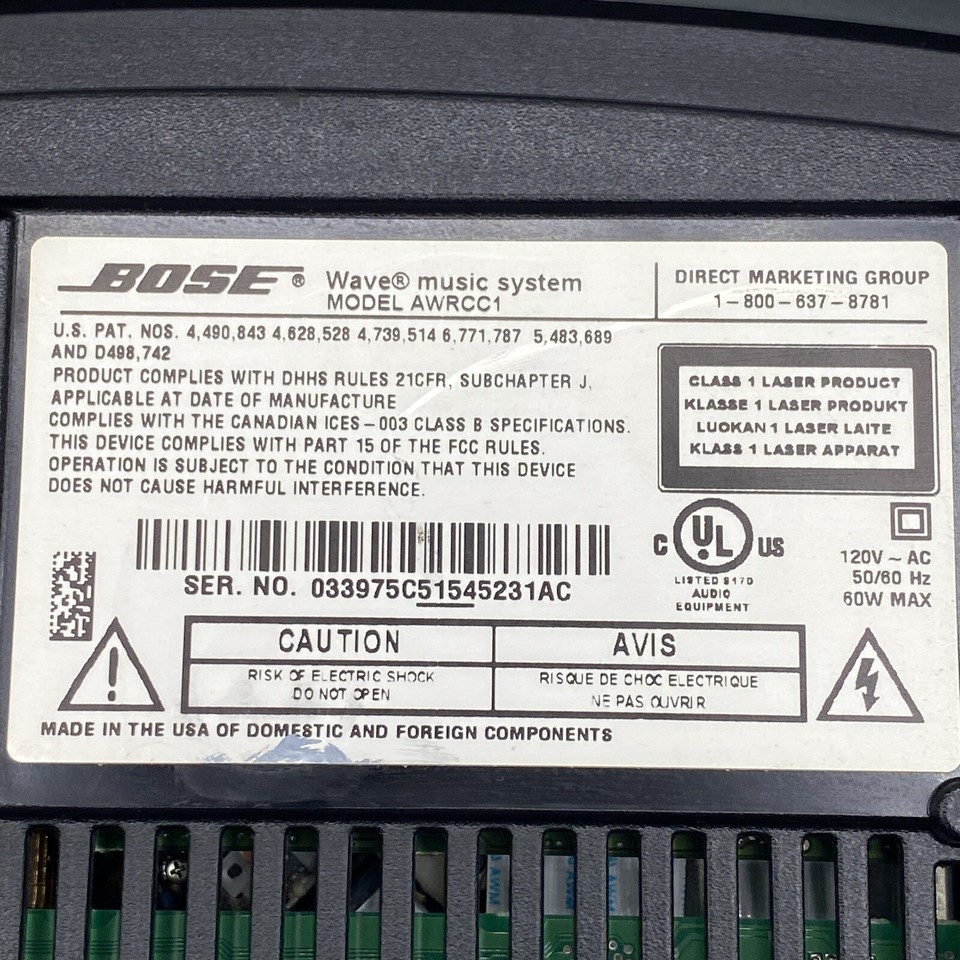 BOSE® Wave® music system
MODEL AWRCC1
DIRECT MARKETING GROUP
1-800-637-8781
U.S. PAT. NOS. 4,490,843 4,628,528 4,739,514 6,771,787 5,483,689
AND D498,742
PRODUCT COMPLIES WITH DHHS RULES 21CFR, SUBCHAPTER J,
APPLICABLE AT DATE OF MANUFACTURE
COMPLIES WITH THE CANADIAN ICES-003 CLASS B SPECIFICATIONS.
THIS DEVICE COMPLIES WITH PART 15 OF THE FCC RULES.
OPERATION IS SUBJECT TO THE CONDITION THAT THIS DEVICE
DOES NOT CAUSE HARMFUL INTERFERENCE.
CLASS 1 LASER PRODUCT
KLASSE 1 LASER PRODUKT
LUOKAN 1 LASER LAITE
KLASS 1 LASER APPARAT
SER. NO. 033975C51545231AC
C UL US
LISTED 917D
AUDIO
EQUIPMENT
120V ~ AC
50/60 Hz
60W MAX
CAUTION
RISK OF ELECTRIC SHOCK
DO NOT OPEN
AVIS
RISQUE DE CHOC ELECTRIQUE
NE PAS OUVRIR
MADE IN THE USA OF DOMESTIC AND FOREIGN COMPONENTS
AWM
AWM